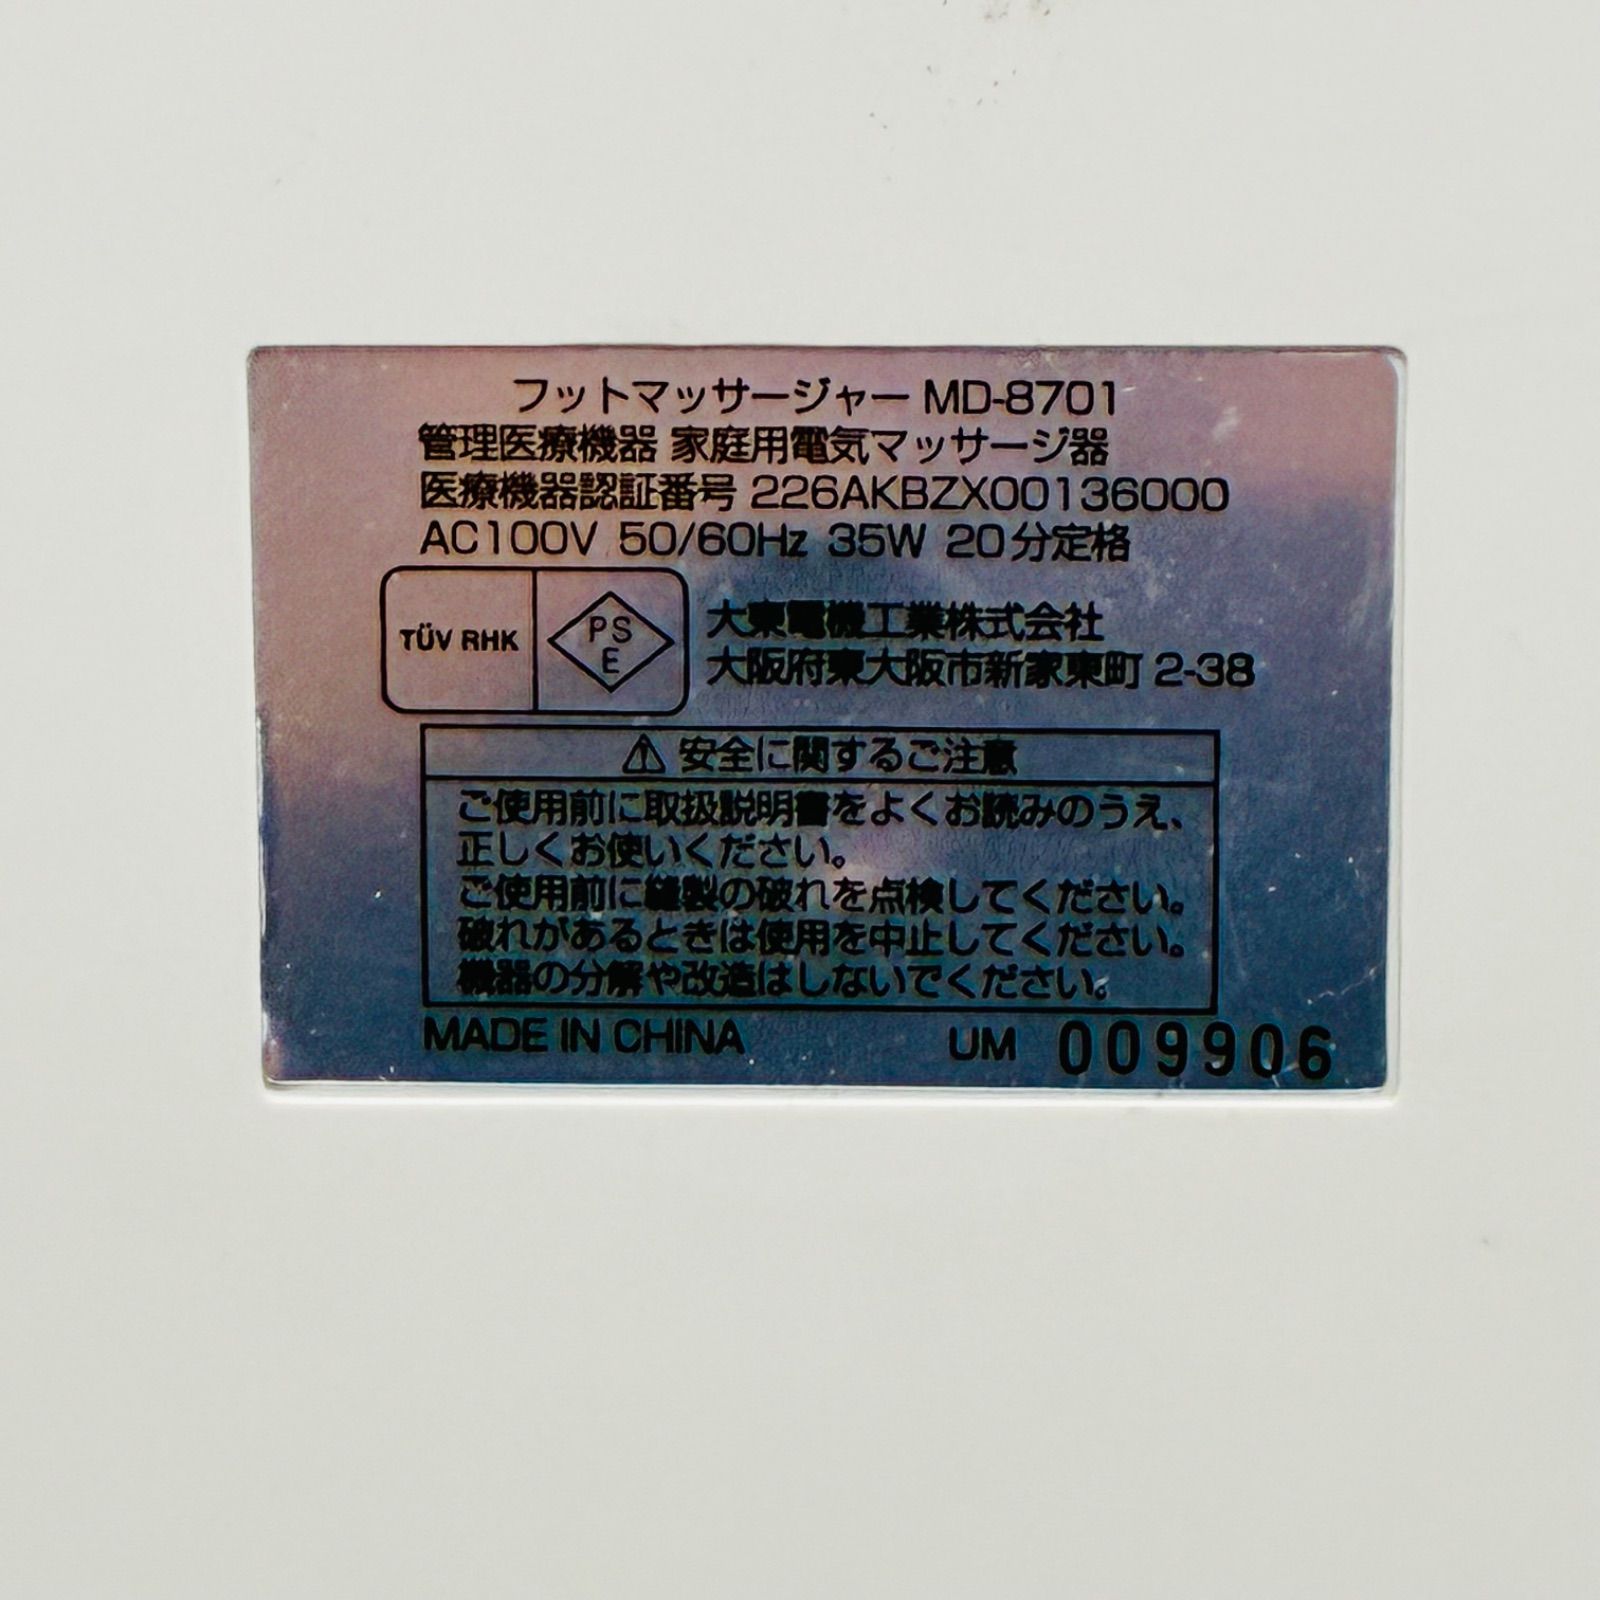 フットマッサージャー MD-8701
管理医療機器 家庭用電気マッサージ器
医療機器認証番号 226AKBZX00136000
AC100V 50/60Hz 35W 20分定格
TÜV RHK
PS
E
大東電機工業株式会社
大阪府東大阪市新家東町 2-38
⚠ 安全に関するご注意
ご使用前に取扱説明書をよくお読みのうえ、
正しくお使いください。
ご使用前に縫製の破れを点検してください。
破れがあるときは使用を中止してください。
機器の分解や改造はしないでください。
MADE IN CHINA UM 009906